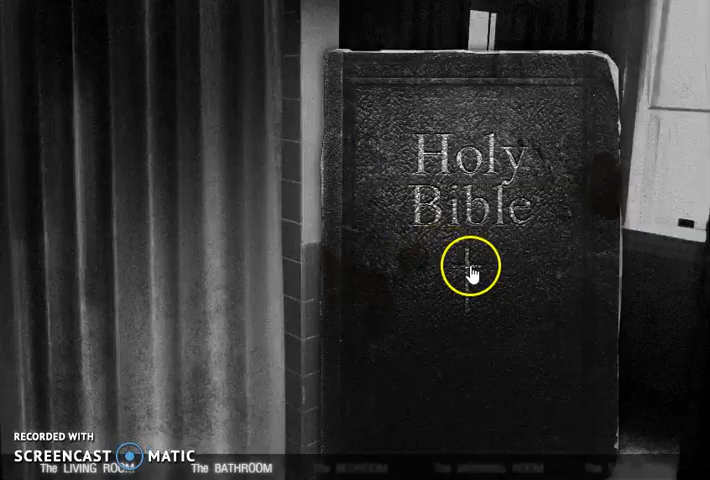 Holy
Bible
RECORDED WITH
SCREENCAST MATIC
The LIVING ROOM
The BATHROOM